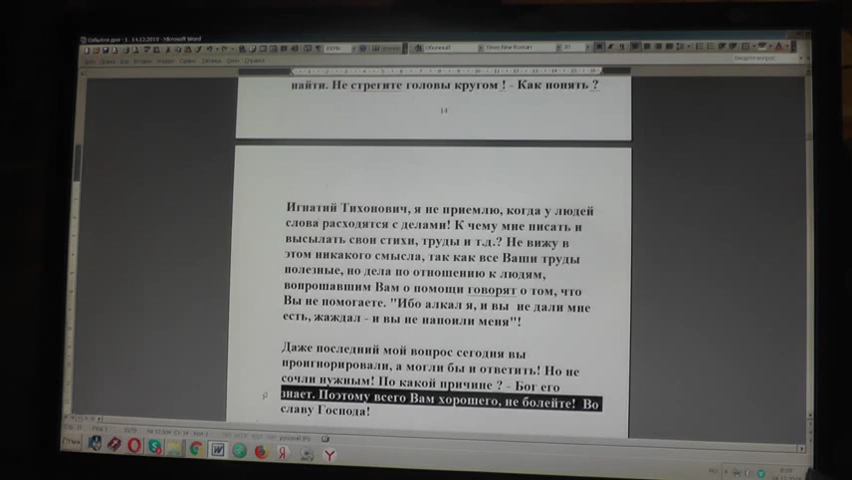 найти. Не стрегите головы кругом ! - Как понять ?
14
Игнатий Тихонович, я не приемлю, когда у людей
слова расходятся с делами! К чему мне писать и
высылать свои стихи, труды и т.д.? Не вижу в
этом никакого смысла, так как все Ваши труды
полезные, но дела по отношению к людям,
вопрошавшим Вам о помощи говорят о том, что
Вы не помогаете. "Ибо алкал я, и вы не дали мне
есть, жаждал - и вы не напоили меня"!
Даже последний мой вопрос сегодня вы
проигнорировали, а могли бы и ответить! Но не
сочли нужным! По какой причине ? - Бог его
знает. Поэтому всего Вам хорошего, не болейте! Во
славу Господа!